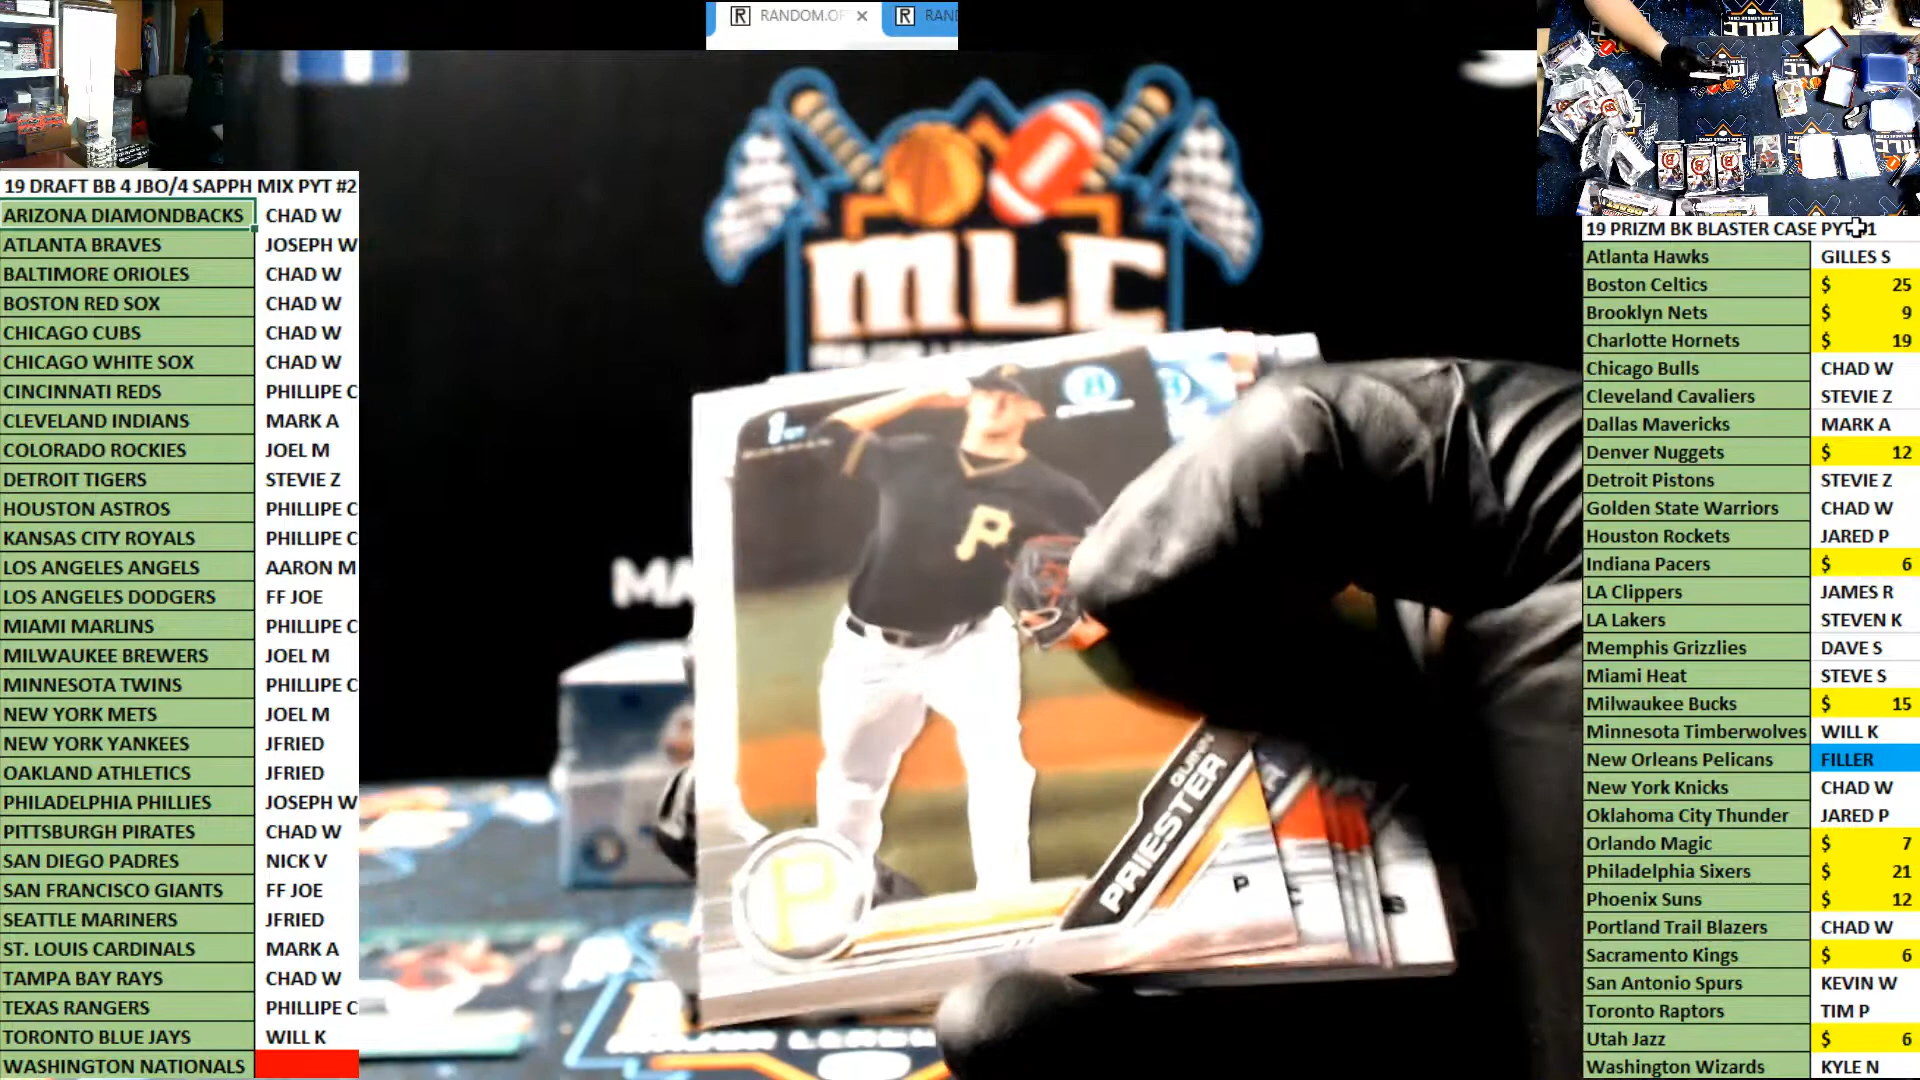 RANDOM.O
RAND
19 DRAFT BB 4 JBO/4 SAPPH MIX PYT #2
ARIZONA DIAMONDBACKS CHAD W
ATLANTA BRAVES JOSEPH W
BALTIMORE ORIOLES CHAD W
BOSTON RED SOX CHAD W
CHICAGO CUBS CHAD W
CHICAGO WHITE SOX CHAD W
CINCINNATI REDS PHILLIPE C
CLEVELAND INDIANS MARK A
COLORADO ROCKIES JOEL M
DETROIT TIGERS STEVIE Z
HOUSTON ASTROS PHILLIPE C
KANSAS CITY ROYALS PHILLIPE C
LOS ANGELES ANGELS AARON M
LOS ANGELES DODGERS FF JOE
MIAMI MARLINS PHILLIPE C
MILWAUKEE BREWERS JOEL M
MINNESOTA TWINS PHILLIPE C
NEW YORK METS JOEL M
NEW YORK YANKEES JFRIED
OAKLAND ATHLETICS JFRIED
PHILADELPHIA PHILLIES JOSEPH W
PITTSBURGH PIRATES CHAD W
SAN DIEGO PADRES NICK V
SAN FRANCISCO GIANTS FF JOE
SEATTLE MARINERS JFRIED
ST. LOUIS CARDINALS MARK A
TAMPA BAY RAYS CHAD W
TEXAS RANGERS PHILLIPE C
TORONTO BLUE JAYS WILL K
WASHINGTON NATIONALS
MLC
MA
P
QUINN
PRIESTER
P
P
MAJOR LEAGU
19 PRIZM BK BLASTER CASE PYT 1
Atlanta Hawks GILLES S
Boston Celtics $ 25
Brooklyn Nets $ 9
Charlotte Hornets $ 19
Chicago Bulls CHAD W
Cleveland Cavaliers STEVIE Z
Dallas Mavericks MARK A
Denver Nuggets $ 12
Detroit Pistons STEVIE Z
Golden State Warriors CHAD W
Houston Rockets JARED P
Indiana Pacers $ 6
LA Clippers JAMES R
LA Lakers STEVEN K
Memphis Grizzlies DAVE S
Miami Heat STEVE S
Milwaukee Bucks $ 15
Minnesota Timberwolves WILL K
New Orleans Pelicans FILLER
New York Knicks CHAD W
Oklahoma City Thunder JARED P
Orlando Magic $ 7
Philadelphia Sixers $ 21
Phoenix Suns $ 12
Portland Trail Blazers CHAD W
Sacramento Kings $ 6
San Antonio Spurs KEVIN W
Toronto Raptors TIM P
Utah Jazz $ 6
Washington Wizards KYLE N